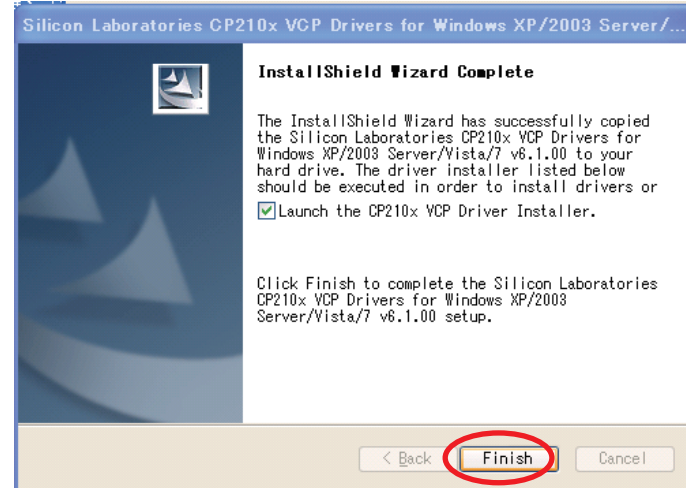 Silicon Laboratories CP210x VCP Drivers for Windows XP/2003 Server/...
InstallShield Wizard Complete
The InstallShield Wizard has successfully copied
the Silicon Laboratories CP210x VCP Drivers for
Windows XP/2003 Server/Vista/7 v6.1.00 to your
hard drive. The driver installer listed below
should be executed in order to install drivers or
Launch the CP210x VCP Driver Installer.
Click Finish to complete the Silicon Laboratories
CP210x VCP Drivers for Windows XP/2003
Server/Vista/7 v6.1.00 setup.
< Back Finish Cancel